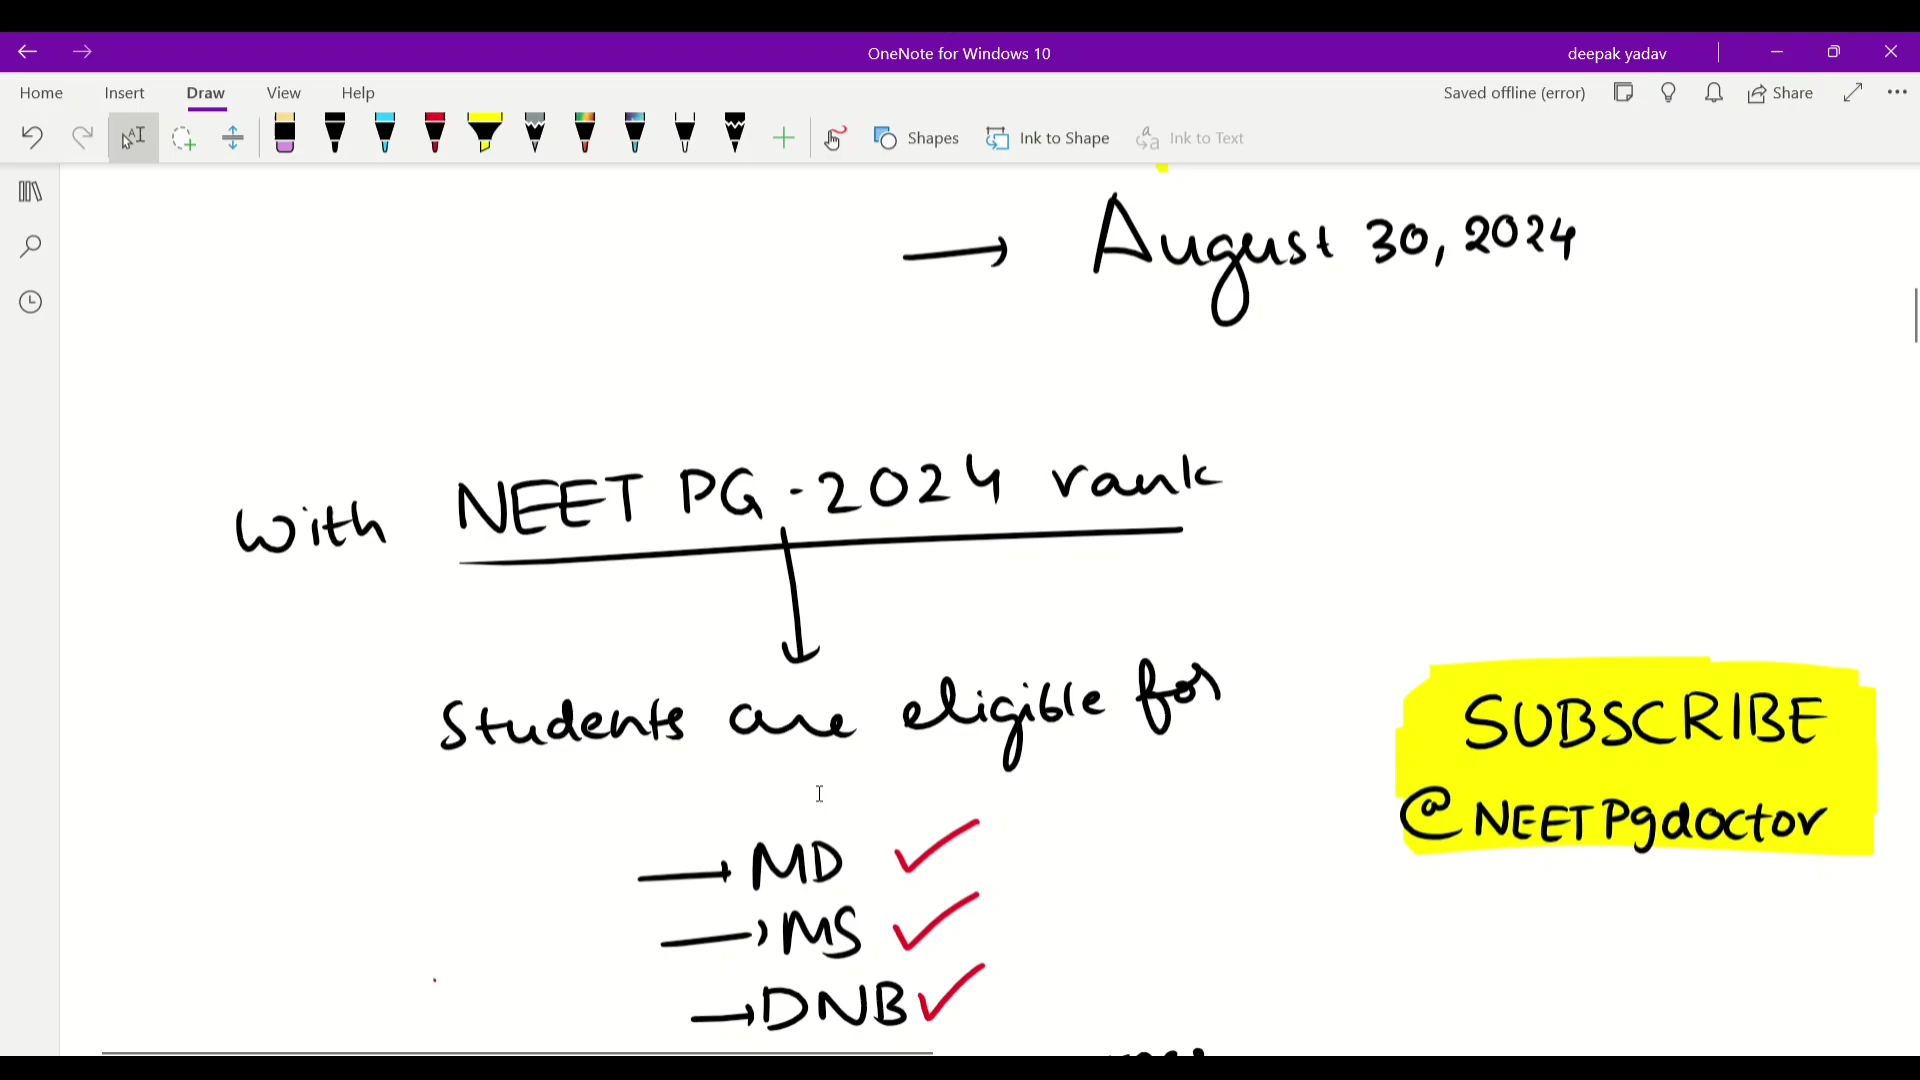 OneNote for Windows 10
deepak yadav
Home Insert Draw View Help
Saved offline (error)
Share
Shapes
Ink to Shape
Ink to Text
→ August 30, 2024
With NEET PG - 2024 rank
Students are eligible for
→ MD ✓
→ MS ✓
→ DNB ✓
SUBSCRIBE
@NEETPgdoctor